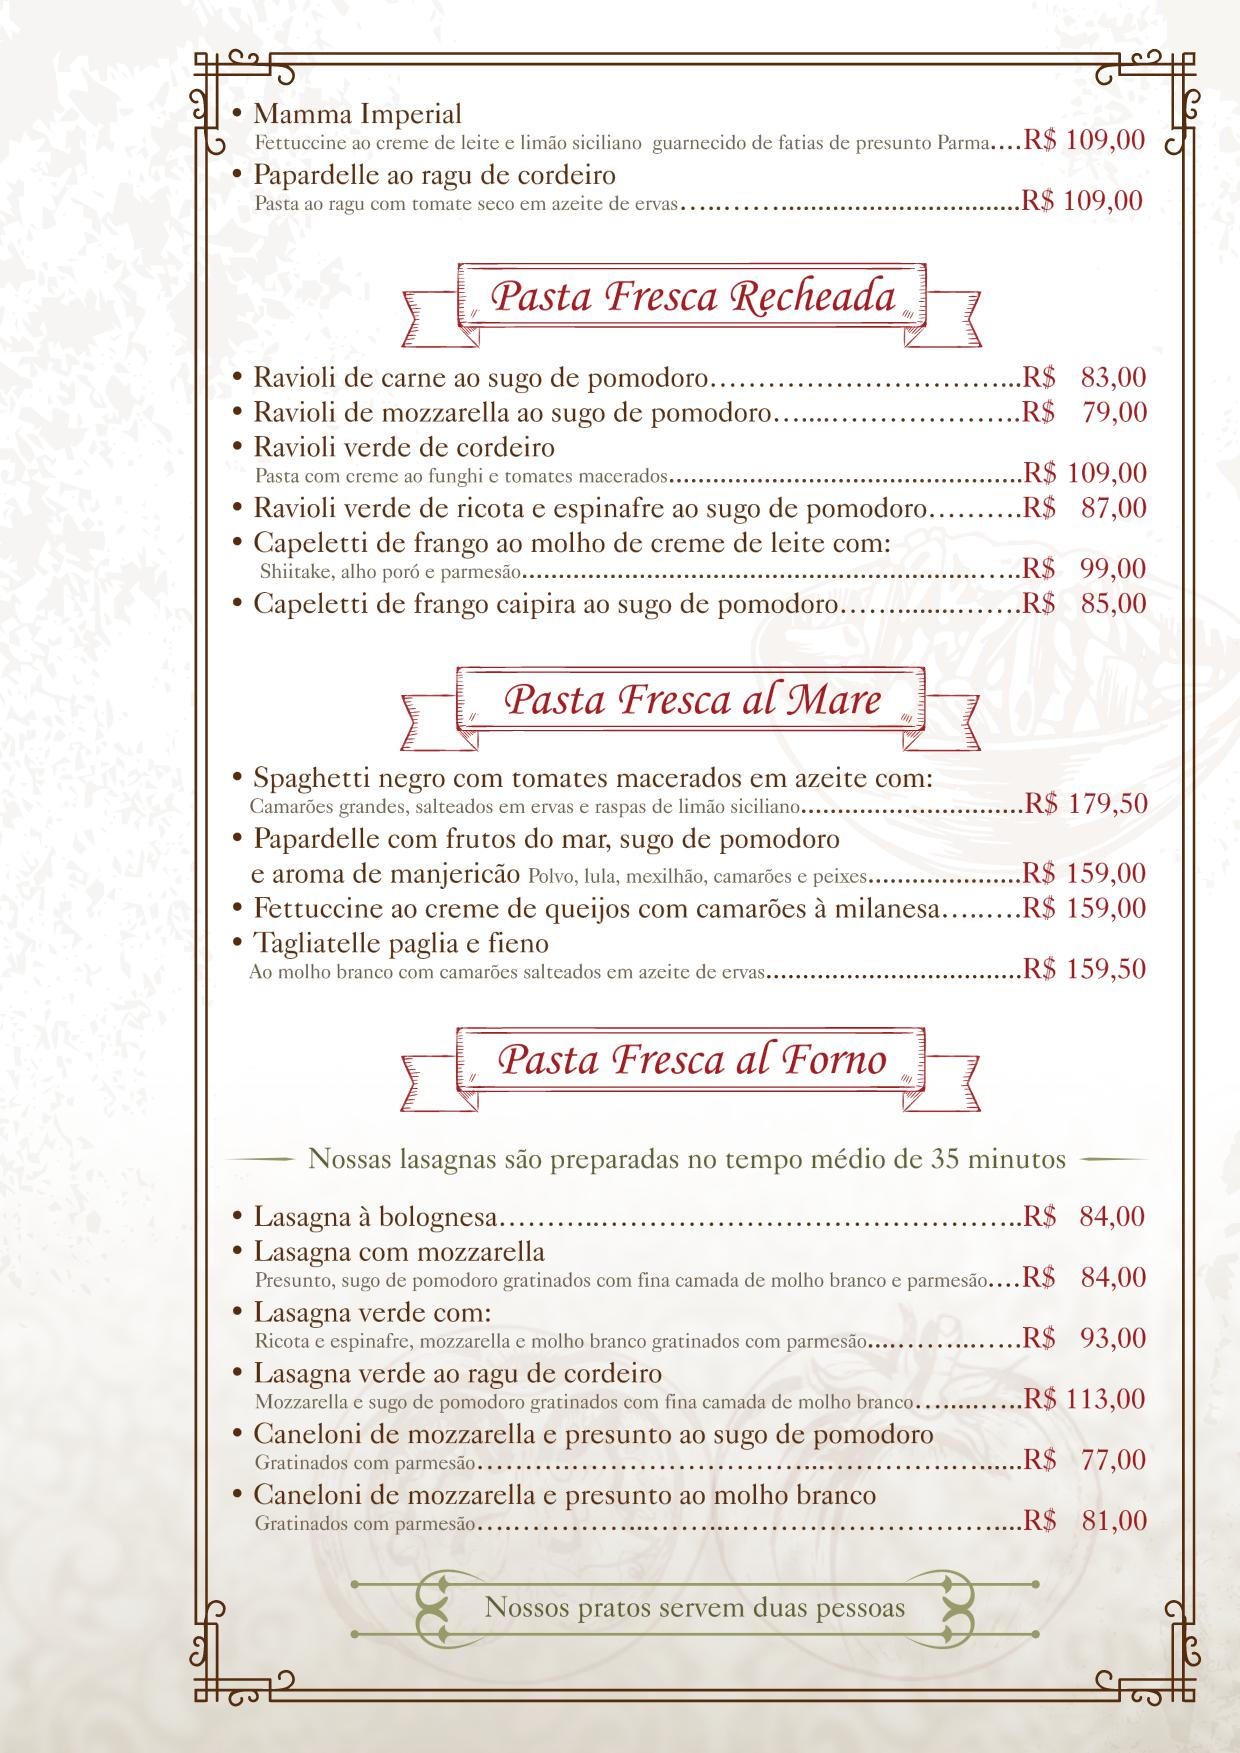 • Mamma Imperial
Fettuccine ao creme de leite e limão siciliano guarnecido de fatias de presunto Parma....R$ 109,00
• Papardelle ao ragu de cordeiro
Pasta ao ragu com tomate seco em azeite de ervas..........R$ 109,00
Pasta Fresca Recheada
• Ravioli de carne ao sugo de pomodoro..........R$ 83,00
• Ravioli de mozzarella ao sugo de pomodoro..........R$ 79,00
• Ravioli verde de cordeiro
Pasta com creme ao funghi e tomates macerados..........R$ 109,00
• Ravioli verde de ricota e espinafre ao sugo de pomodoro..........R$ 87,00
• Capeletti de frango ao molho de creme de leite com:
Shiitake, alho poró e parmesão..........R$ 99,00
• Capeletti de frango caipira ao sugo de pomodoro..........R$ 85,00
Pasta Fresca al Mare
• Spaghetti negro com tomates macerados em azeite com:
Camarões grandes, salteados em ervas e raspas de limão siciliano..........R$ 179,50
• Papardelle com frutos do mar, sugo de pomodoro
e aroma de manjericão Polvo, lula, mexilhão, camarões e peixes..........R$ 159,00
• Fettuccine ao creme de queijos com camarões à milanesa..........R$ 159,00
• Tagliatelle paglia e fieno
Ao molho branco com camarões salteados em azeite de ervas..........R$ 159,50
Pasta Fresca al Forno
Nossas lasagnas são preparadas no tempo médio de 35 minutos
• Lasagna à bolognesa..........R$ 84,00
• Lasagna com mozzarella
Presunto, sugo de pomodoro gratinados com fina camada de molho branco e parmesão....R$ 84,00
• Lasagna verde com:
Ricota e espinafre, mozzarella e molho branco gratinados com parmesão..........R$ 93,00
• Lasagna verde ao ragu de cordeiro
Mozzarella e sugo de pomodoro gratinados com fina camada de molho branco..........R$ 113,00
• Caneloni de mozzarella e presunto ao sugo de pomodoro
Gratinados com parmesão..........R$ 77,00
• Caneloni de mozzarella e presunto ao molho branco
Gratinados com parmesão..........R$ 81,00
Nossos pratos servem duas pessoas